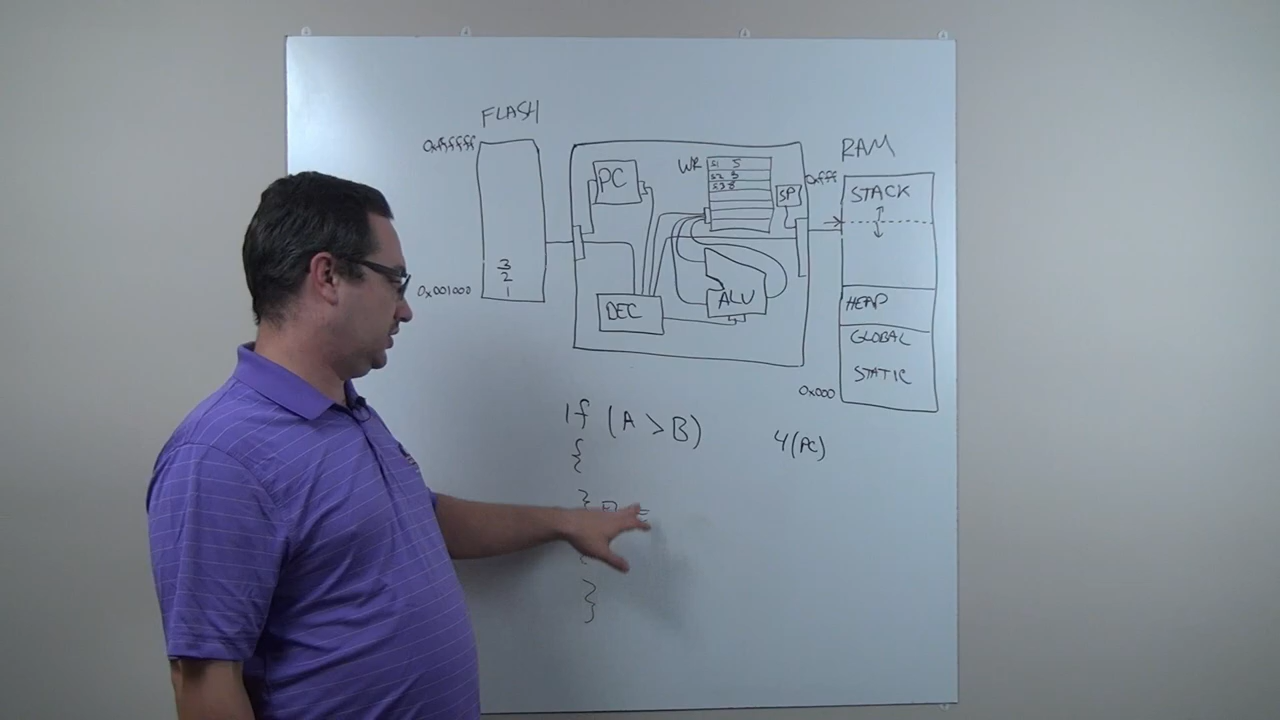 FLASH
0xffffff
3
2
1
0x001000
PC
DEC
WR
S1 5
S2 3
S3 8
SP
ALU
RAM
0xfff
STACK
HEAP
GLOBAL
STATIC
0x000
If (A > B)
{
}
}
4(PC)